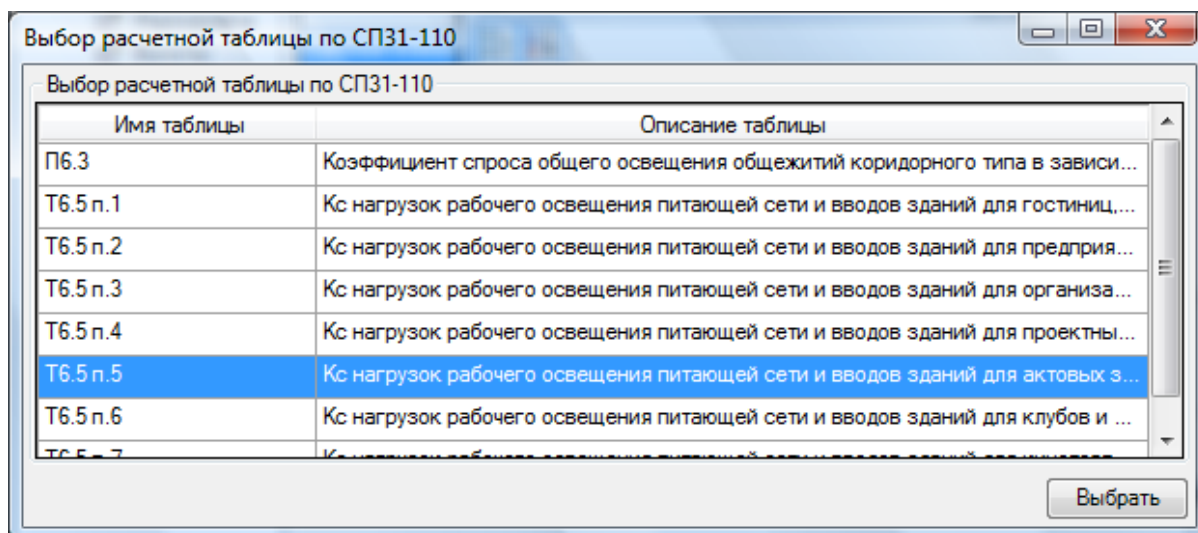 Выбор расчетной таблицы по СП31-110
Выбор расчетной таблицы по СП31-110
Имя таблицы Описание таблицы
П6.3 Коэффициент спроса общего освещения общежитий коридорного типа в зависи...
Т6.5 п.1 Кс нагрузок рабочего освещения питающей сети и вводов зданий для гостиниц,...
Т6.5 п.2 Кс нагрузок рабочего освещения питающей сети и вводов зданий для предприя...
Т6.5 п.3 Кс нагрузок рабочего освещения питающей сети и вводов зданий для организа...
Т6.5 п.4 Кс нагрузок рабочего освещения питающей сети и вводов зданий для проектны...
Т6.5 п.5 Кс нагрузок рабочего освещения питающей сети и вводов зданий для актовых з...
Т6.5 п.6 Кс нагрузок рабочего освещения питающей сети и вводов зданий для клубов и ...
Выбрать